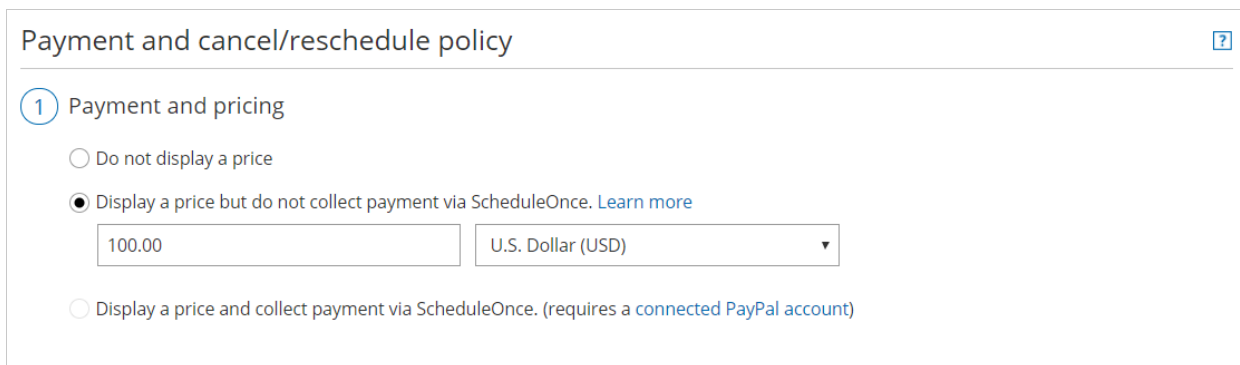 Payment and cancel/reschedule policy
?
1 Payment and pricing
Do not display a price
Display a price but do not collect payment via ScheduleOnce. Learn more
100.00 U.S. Dollar (USD)
Display a price and collect payment via ScheduleOnce. (requires a connected PayPal account)